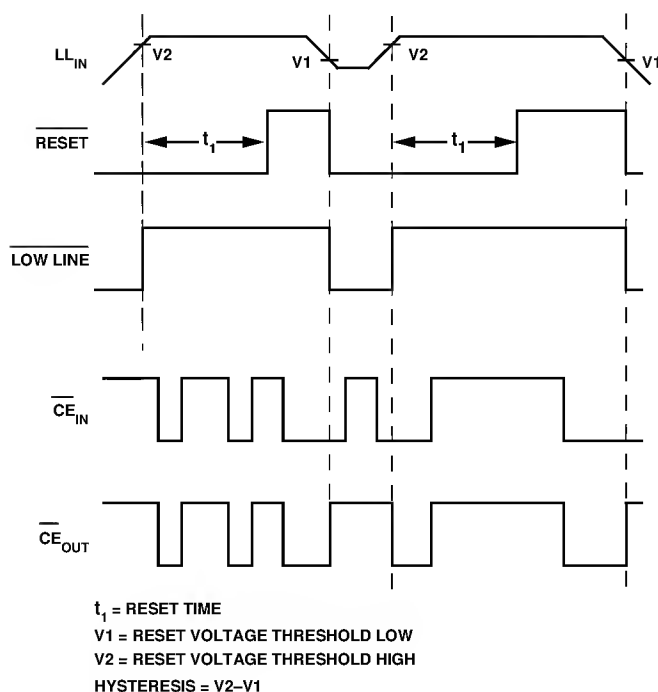 LL_IN
V2
V1
V2
V1
RESET
t₁
t₁
LOW LINE
CE_IN
CE_OUT
t₁ = RESET TIME
V1 = RESET VOLTAGE THRESHOLD LOW
V2 = RESET VOLTAGE THRESHOLD HIGH
HYSTERESIS = V2–V1